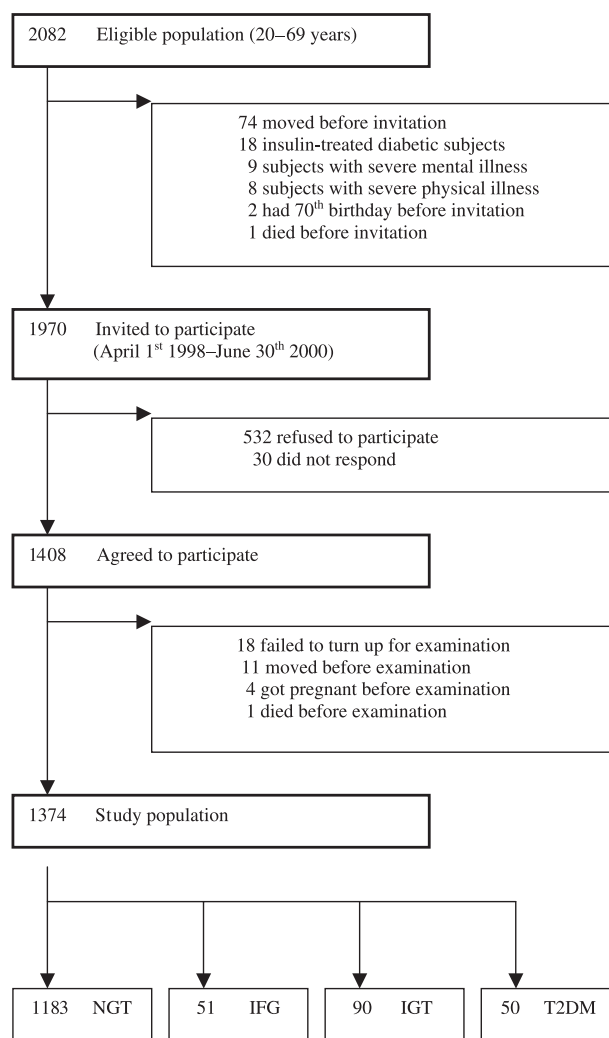 2082 Eligible population (20–69 years)
74 moved before invitation
18 insulin-treated diabetic subjects
9 subjects with severe mental illness
8 subjects with severe physical illness
2 had 70th birthday before invitation
1 died before invitation
1970 Invited to participate
(April 1st 1998–June 30th 2000)
532 refused to participate
30 did not respond
1408 Agreed to participate
18 failed to turn up for examination
11 moved before examination
4 got pregnant before examination
1 died before examination
1374 Study population
1183 NGT
51 IFG
90 IGT
50 T2DM